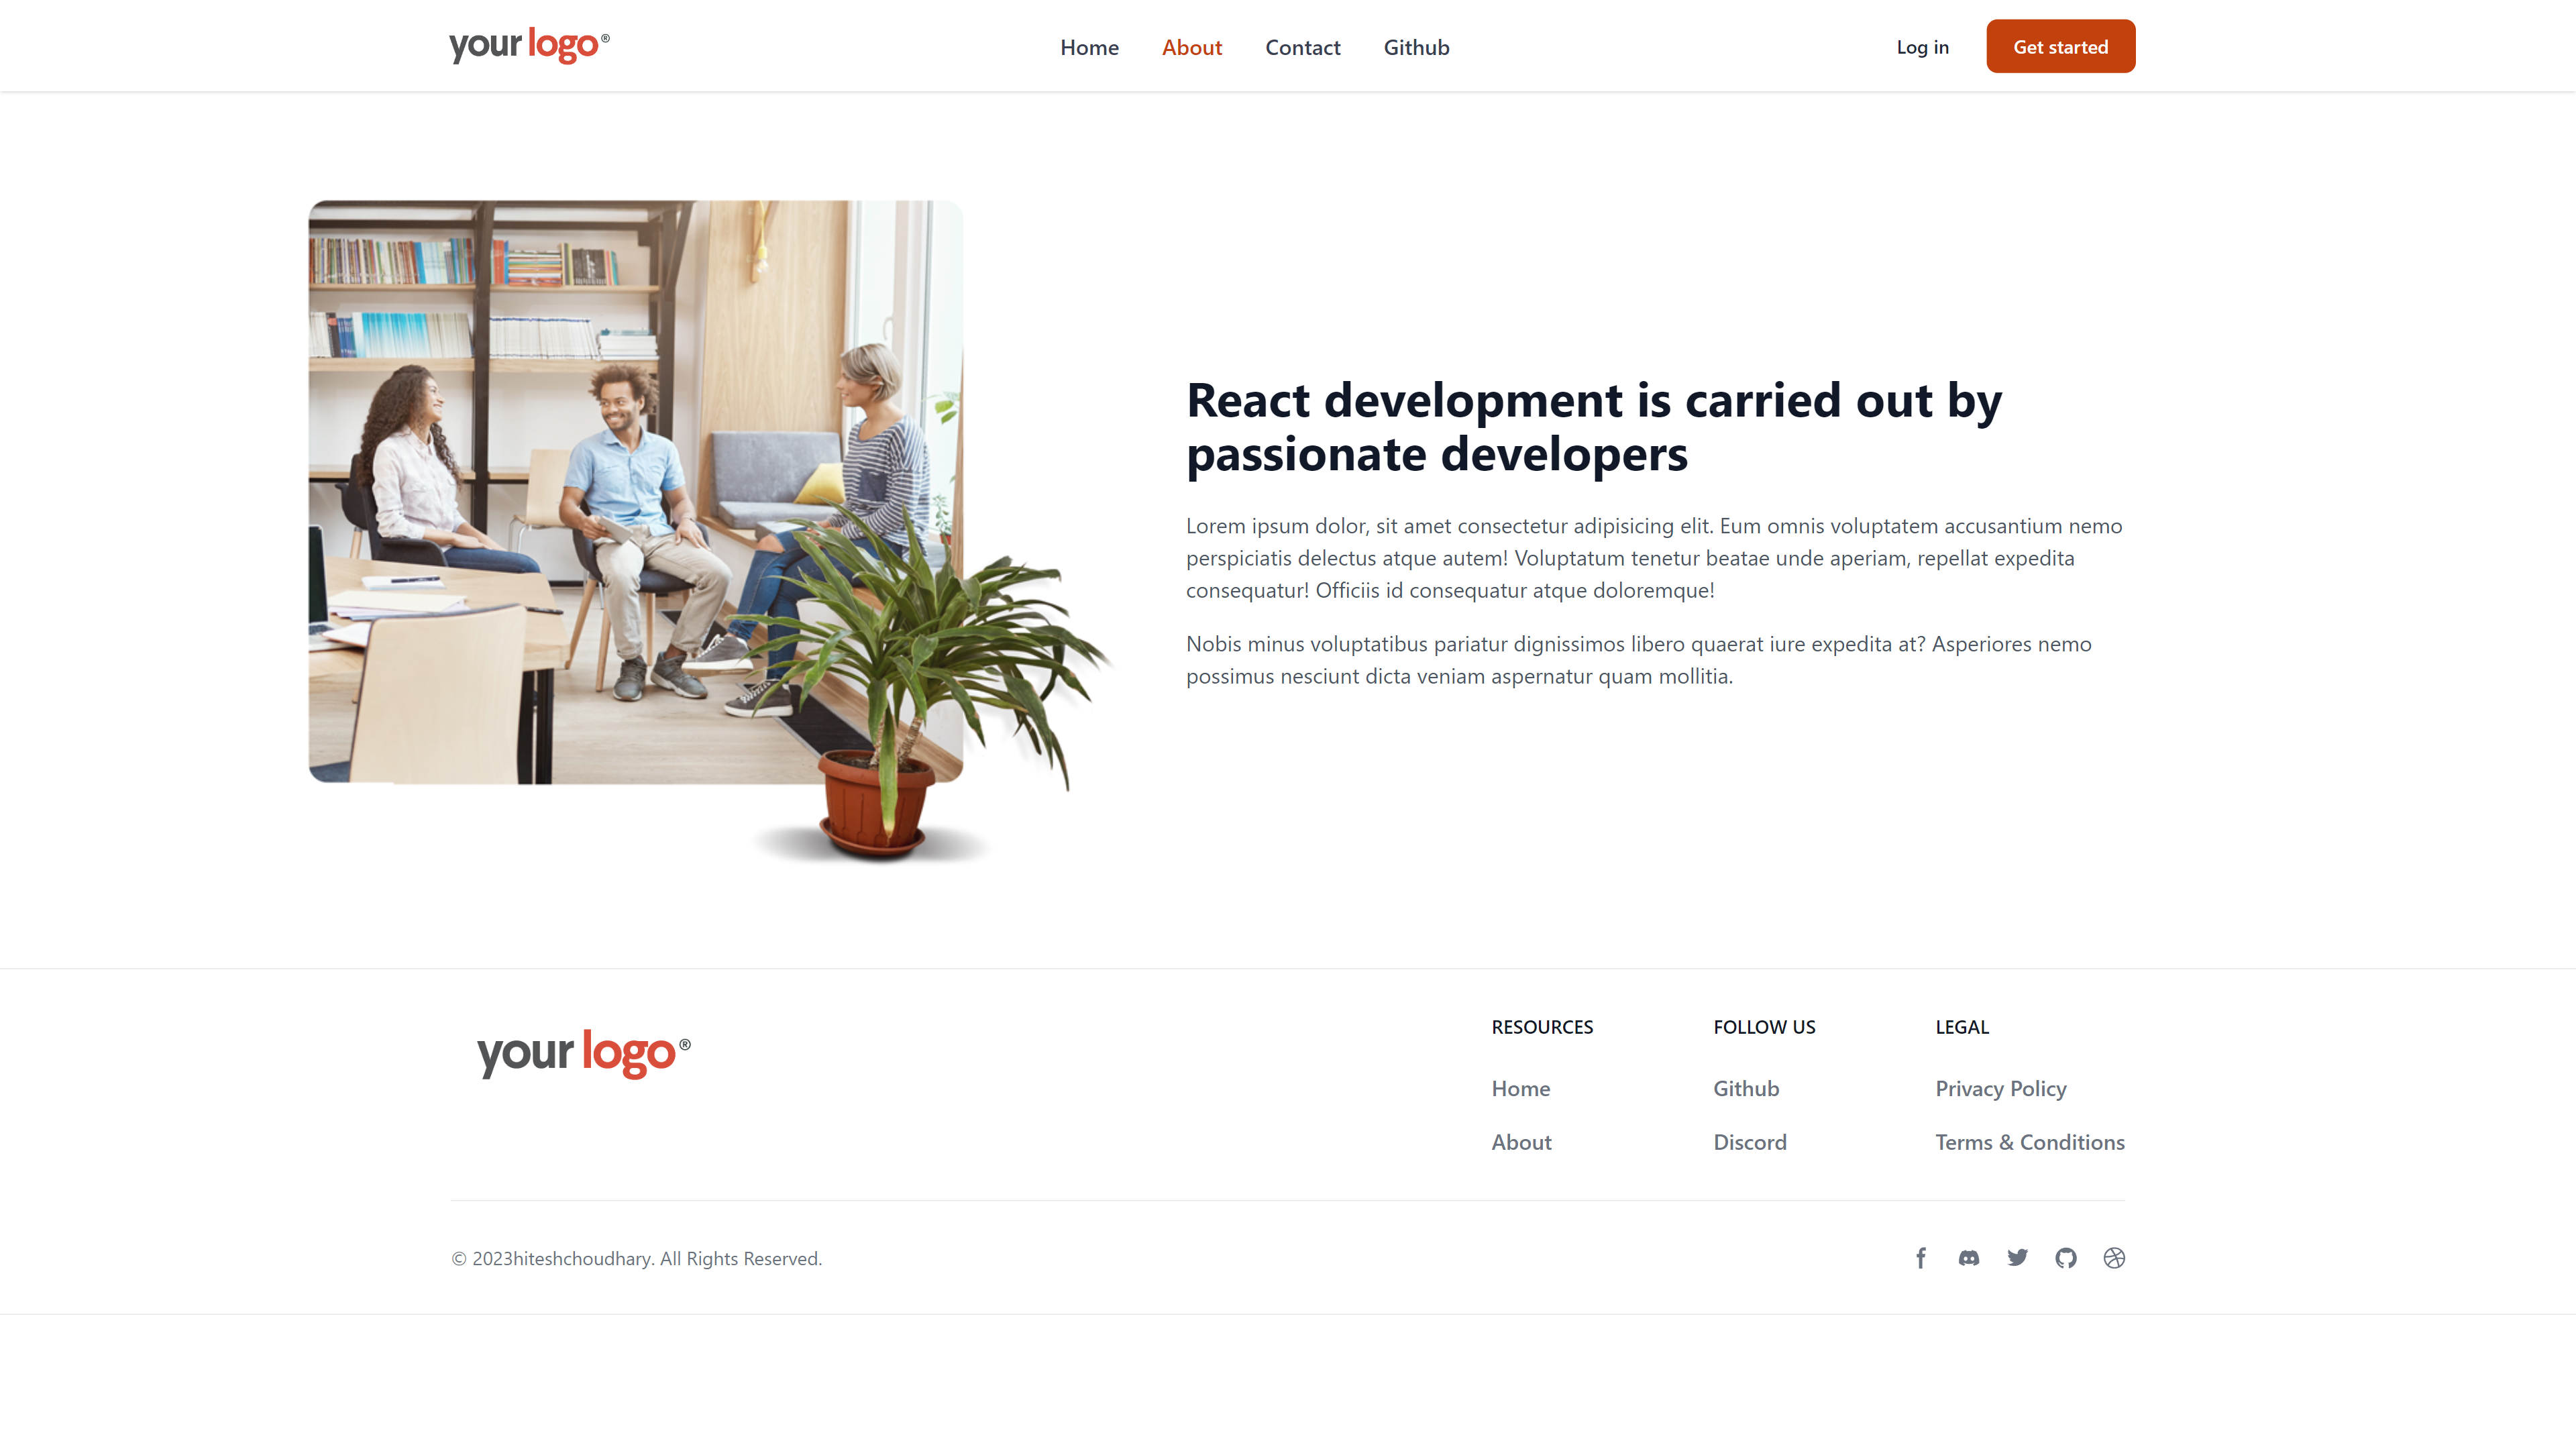 your logo®
Home About Contact Github
Log in Get started
React development is carried out by
passionate developers
Lorem ipsum dolor, sit amet consectetur adipisicing elit. Eum omnis voluptatem accusantium nemo
perspiciatis delectus atque autem! Voluptatum tenetur beatae unde aperiam, repellat expedita
consequatur! Officiis id consequatur atque doloremque!
Nobis minus voluptatibus pariatur dignissimos libero quaerat iure expedita at? Asperiores nemo
possimus nesciunt dicta veniam aspernatur quam mollitia.
your logo®
RESOURCES FOLLOW US LEGAL
Home Github Privacy Policy
About Discord Terms & Conditions
© 2023hiteshchoudhary. All Rights Reserved.